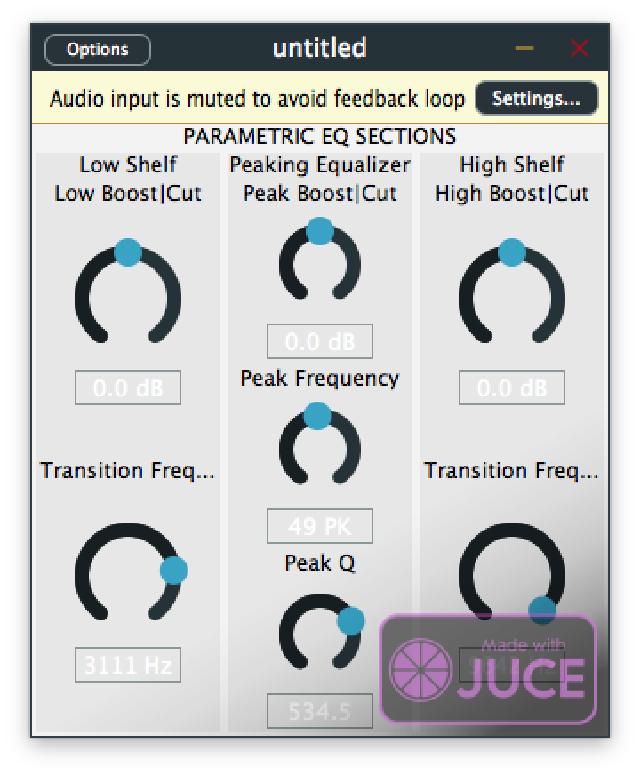 Options
untitled
Audio input is muted to avoid feedback loop
Settings...
PARAMETRIC EQ SECTIONS
Low Shelf
Low Boost|Cut
0.0 dB
Transition Freq...
3111 Hz
Peaking Equalizer
Peak Boost|Cut
0.0 dB
Peak Frequency
49 PK
Peak Q
534.5
High Shelf
High Boost|Cut
0.0 dB
Transition Freq...
Made with
JUCE